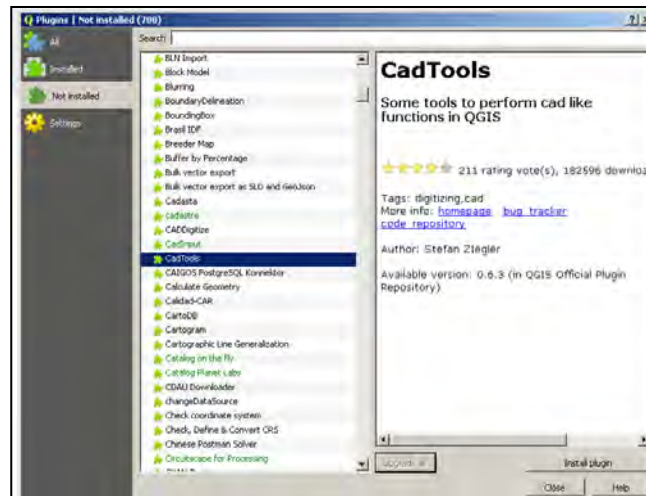 Plugins | Not installed (700)
All
Installed
Not installed
Settings
Search
BLN Import
Block Model
Blurring
BoundaryDelineation
BoundingBox
Brasil IDF
Breeder Map
Buffer by Percentage
Bulk vector export
Bulk vector export as SLD and GeoJson
Cadasta
cadastre
CADDigitize
CadInput
CadTools
CAIGOS PostgreSQL Konnektor
Calculate Geometry
Calidad-CAR
CartoDB
Cartogram
Cartographic Line Generalization
Catalog on the fly
Catalog Planet Labs
CDAU Downloader
changeDataSource
Check coordinate system
Check, Define & Convert CRS
Chinese Postman Solver
Circuitscape for Processing
CadTools
Some tools to perform cad like
functions in QGIS
211 rating vote(s), 182596 downloa
Tags: digitizing,cad
More info: homepage bug tracker
code repository
Author: Stefan Ziegler
Available version: 0.6.3 (in QGIS Official Plugin
Repository)
Upgrade all
Install plugin
Close
Help